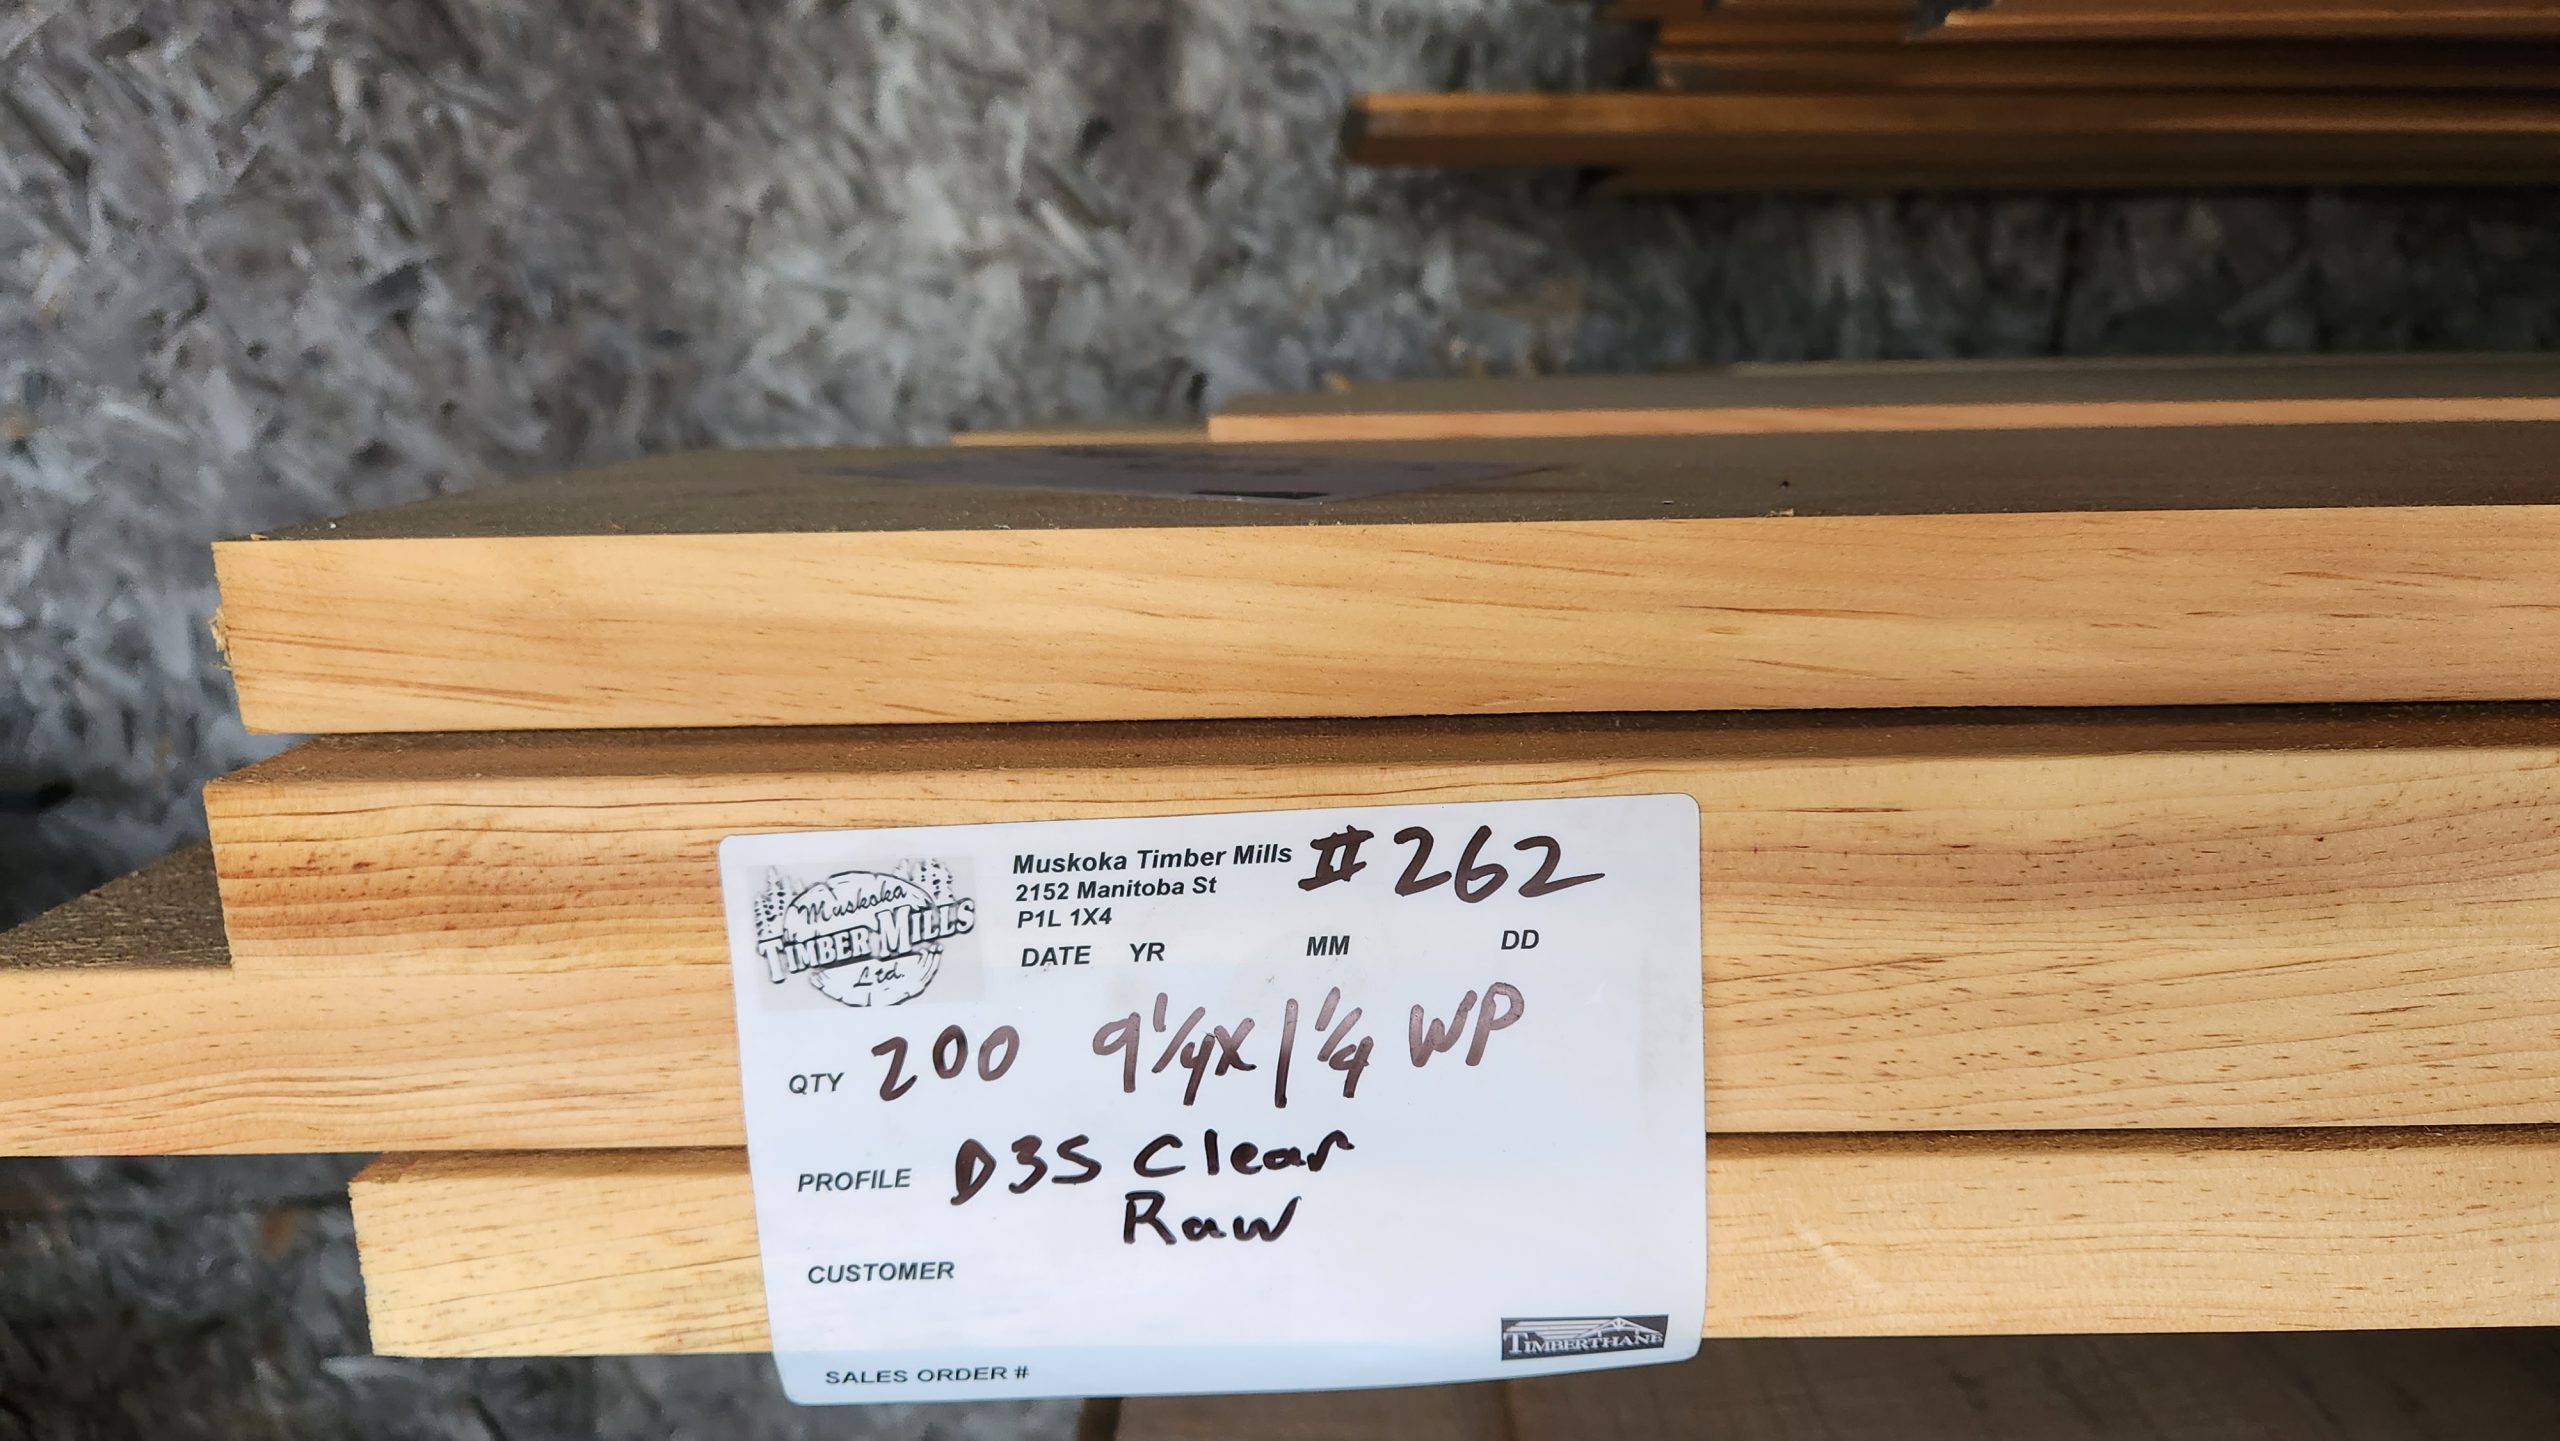 Muskoka
TIMBER MILLS
Ltd.
Muskoka Timber Mills #262
2152 Manitoba St
P1L 1X4
DATE YR MM DD
QTY 200 9 1/4 x 1 1/4 WP
PROFILE D3S Clear
Raw
CUSTOMER
TIMBERTHANE
SALES ORDER #